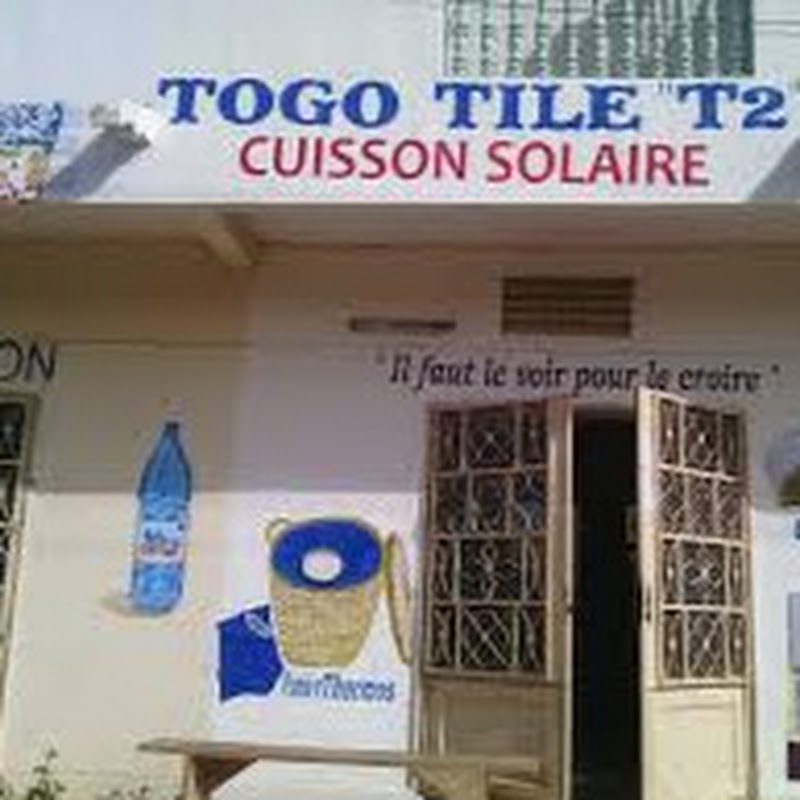 TOGO TILE "T2"
CUISSON SOLAIRE
ON
"Il faut le voir pour le croire"